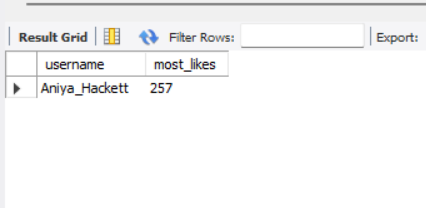 Result Grid Filter Rows: Export:
username most_likes
Aniya_Hackett 257